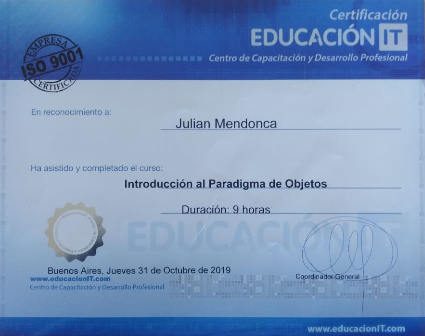 Certificación
EDUCACIÓN IT
Centro de Capacitación y Desarrollo Profesional
EMPRESA
ISO 9001
CERTIFICADA
En reconocimiento a:
Julian Mendonca
Ha asistido y completado el curso:
Introducción al Paradigma de Objetos
Duración: 9 horas
EDUCACIÓN IT
Buenos Aires, Jueves 31 de Octubre de 2019
www.educacionIT.com
Centro de Capacitación y Desarrollo Profesional
Coordinador General
www.educacionIT.com